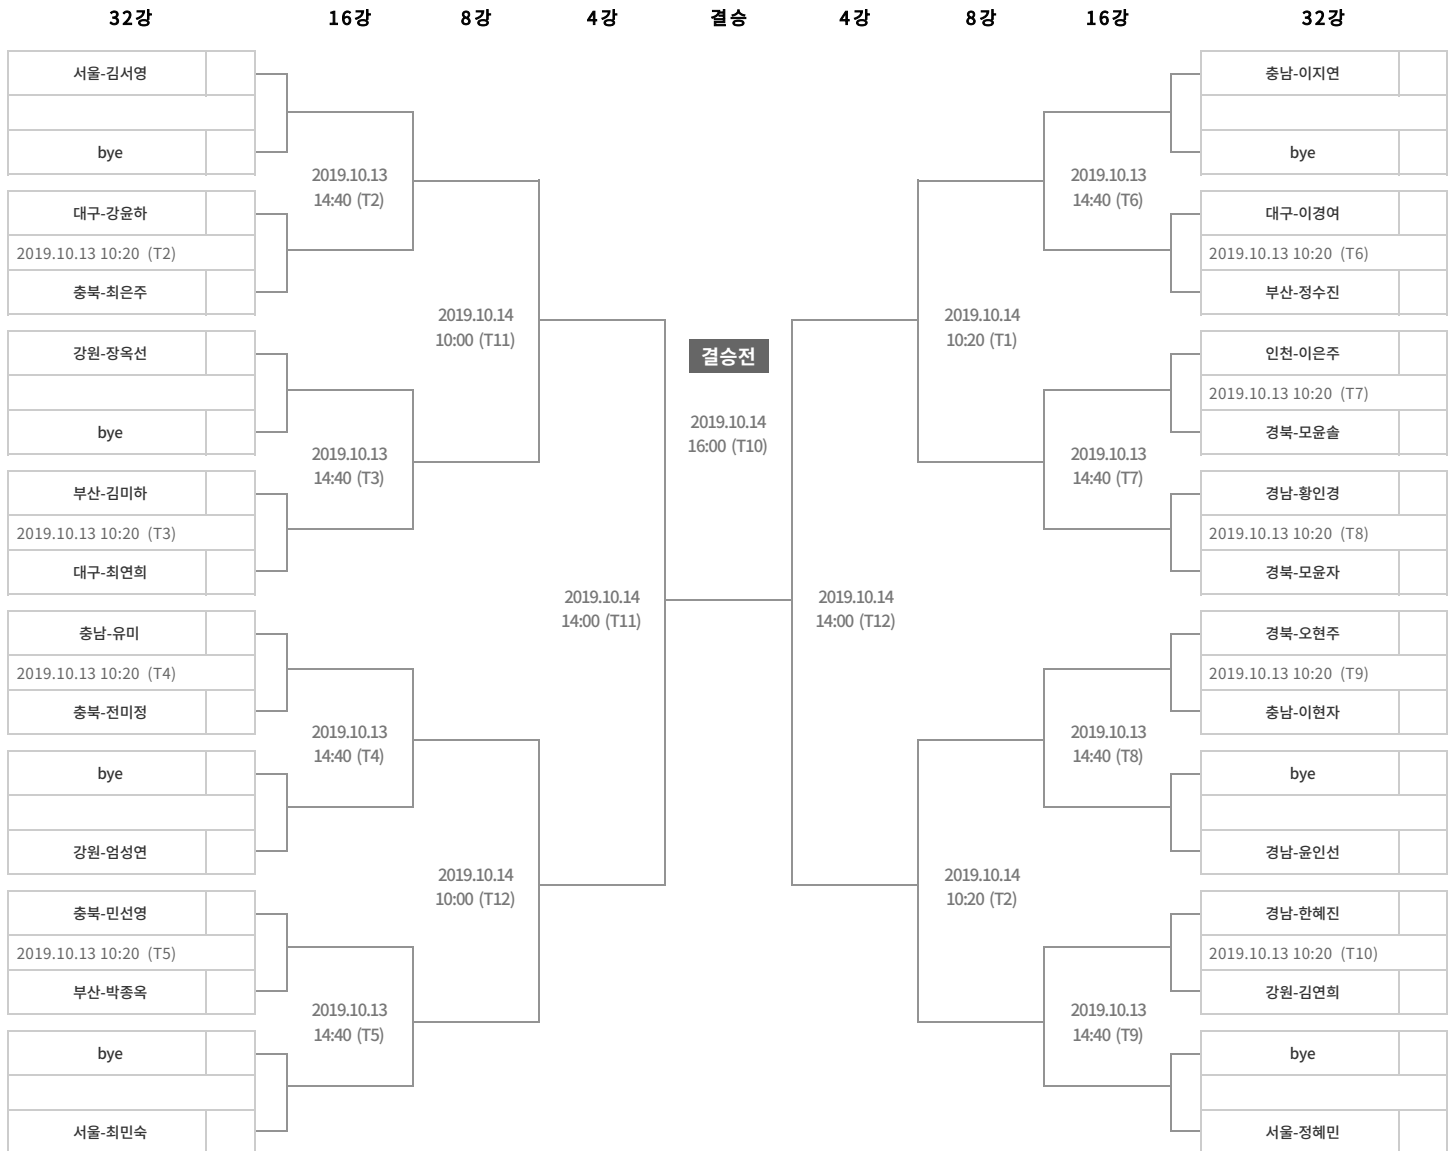 32강 16강 8강 4강 결승 4강 8강 16강 32강
서울-김서영
bye
대구-강윤하
2019.10.13 10:20 (T2)
충북-최은주
강원-장옥선
bye
부산-김미하
2019.10.13 10:20 (T3)
대구-최연희
충남-유미
2019.10.13 10:20 (T4)
충북-전미정
bye
강원-엄성연
충북-민선영
2019.10.13 10:20 (T5)
부산-박종옥
bye
서울-최민숙
2019.10.13
14:40 (T2)
2019.10.13
14:40 (T3)
2019.10.13
14:40 (T4)
2019.10.13
14:40 (T5)
2019.10.14
10:00 (T11)
2019.10.14
10:00 (T12)
2019.10.14
14:00 (T11)
결승전
2019.10.14
16:00 (T10)
2019.10.14
14:00 (T12)
2019.10.14
10:20 (T1)
2019.10.14
10:20 (T2)
2019.10.13
14:40 (T6)
2019.10.13
14:40 (T7)
2019.10.13
14:40 (T8)
2019.10.13
14:40 (T9)
충남-이지연
bye
대구-이경여
2019.10.13 10:20 (T6)
부산-정수진
인천-이은주
2019.10.13 10:20 (T7)
경북-모윤솔
경남-황인경
2019.10.13 10:20 (T8)
경북-모윤자
경북-오현주
2019.10.13 10:20 (T9)
충남-이현자
bye
경남-윤인선
경남-한혜진
2019.10.13 10:20 (T10)
강원-김연희
bye
서울-정혜민